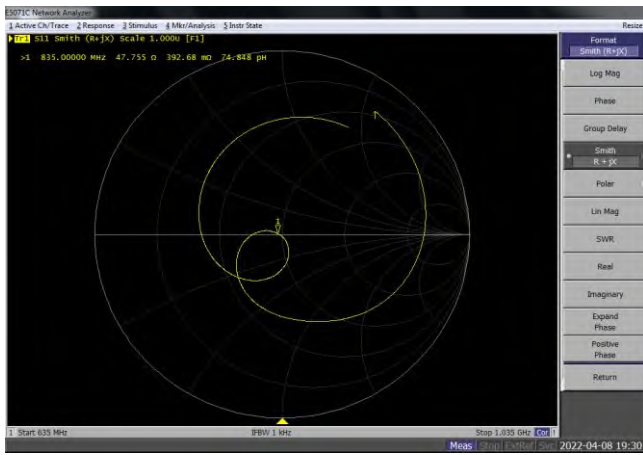 E5071C Network Analyzer
1 Active Ch/Trace 2 Response 3 Stimulus 4 Mkr/Analysis 5 Instr State
Resize
Tr1 S11 Smith (R+jX) Scale 1.000U [F1]
>1 835.00000 MHz 47.755 Ω 392.68 mΩ 74.848 pH
1
Format
Smith (R+jX)
Log Mag
Phase
Group Delay
Smith
R + jX
Polar
Lin Mag
SWR
Real
Imaginary
Expand
Phase
Positive
Phase
Return
1 Start 635 MHz IFBW 1 kHz Stop 1.035 GHz Cor !
Meas Stop ExtRef Svc 2022-04-08 19:30